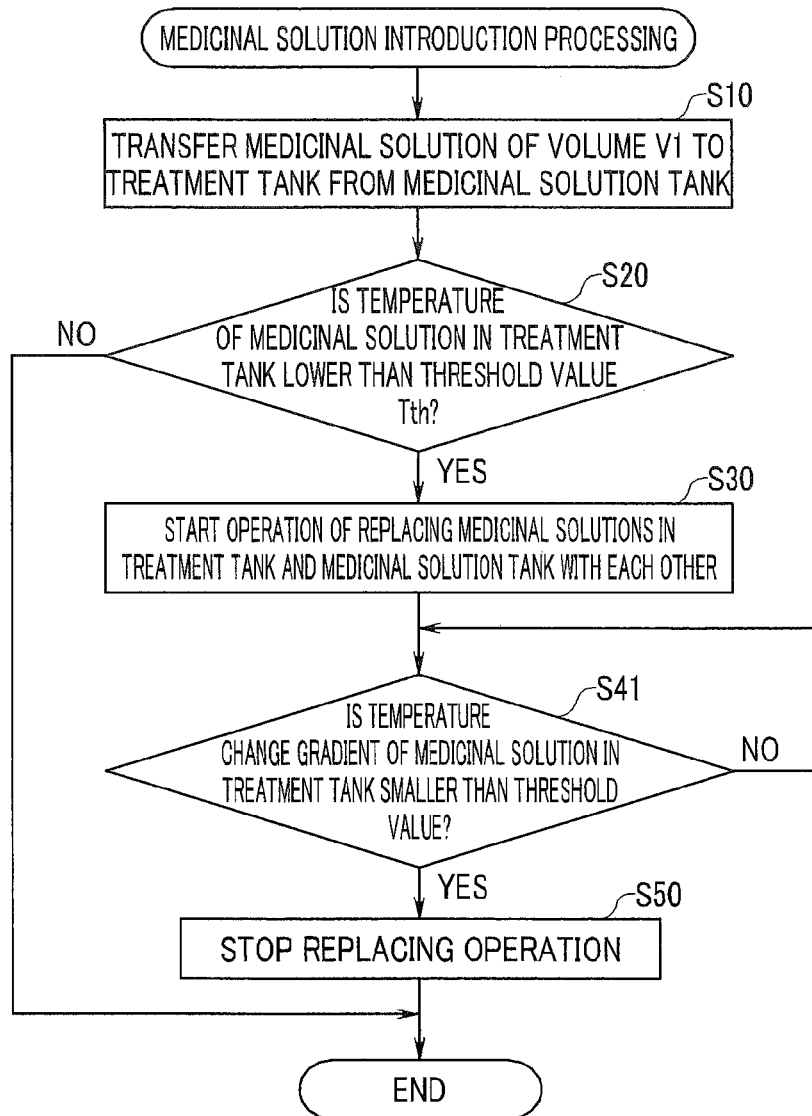 MEDICINAL SOLUTION INTRODUCTION PROCESSING
S10
TRANSFER MEDICINAL SOLUTION OF VOLUME V1 TO
TREATMENT TANK FROM MEDICINAL SOLUTION TANK
S20
IS TEMPERATURE
OF MEDICINAL SOLUTION IN TREATMENT
TANK LOWER THAN THRESHOLD VALUE
Tth?
NO
YES
S30
START OPERATION OF REPLACING MEDICINAL SOLUTIONS IN
TREATMENT TANK AND MEDICINAL SOLUTION TANK WITH EACH OTHER
S41
IS TEMPERATURE
CHANGE GRADIENT OF MEDICINAL SOLUTION IN
TREATMENT TANK SMALLER THAN THRESHOLD
VALUE?
NO
YES
S50
STOP REPLACING OPERATION
END